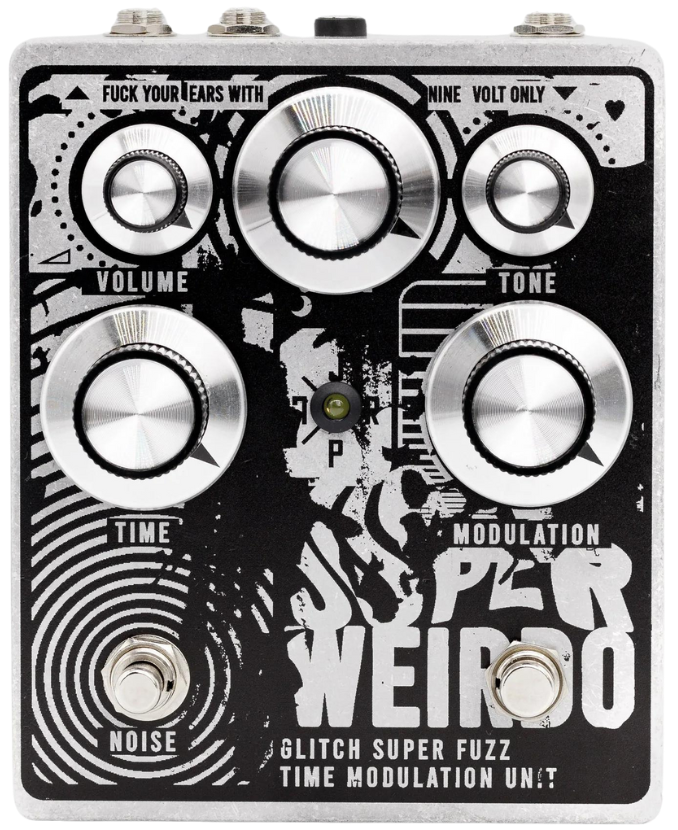 FUCK YOUR EARS WITH NINE VOLT ONLY
VOLUME TONE
P
TIME MODULATION
SUPER
WEIRDO
NOISE
GLITCH SUPER FUZZ
TIME MODULATION UNIT